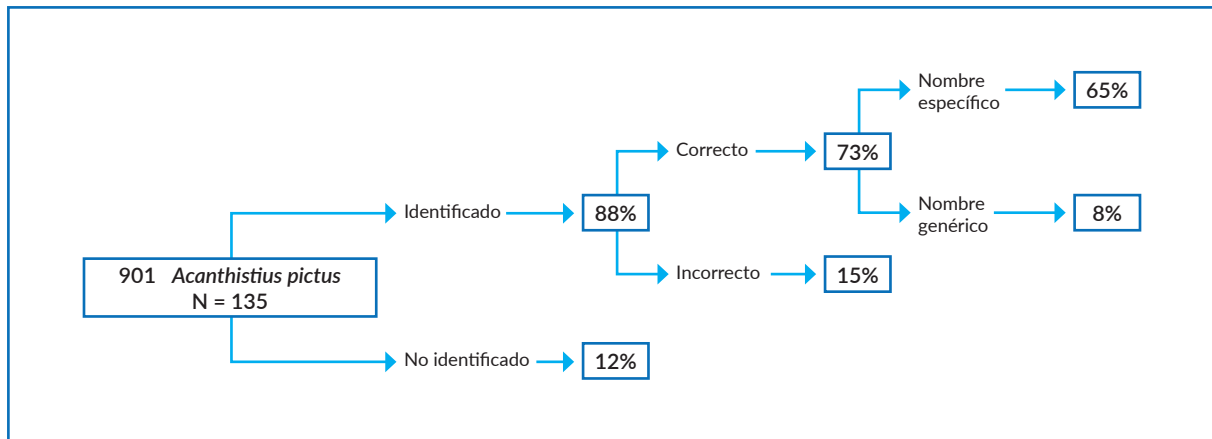 901 Acanthistius pictus
N = 135
Identificado
88%
Correcto
73%
Nombre
específico
65%
Nombre
genérico
8%
Incorrecto
15%
No identificado
12%